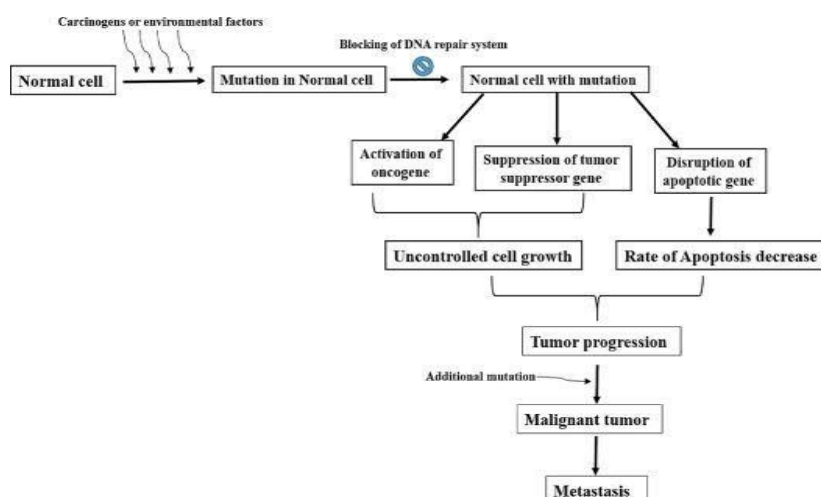 Carcinogens or environmental factors
Blocking of DNA repair system
Normal cell
Mutation in Normal cell
Normal cell with mutation
Activation of
oncogene
Suppression of tumor
suppressor gene
Disruption of
apoptotic gene
Uncontrolled cell growth
Rate of Apoptosis decrease
Tumor progression
Additional mutation
Malignant tumor
Metastasis